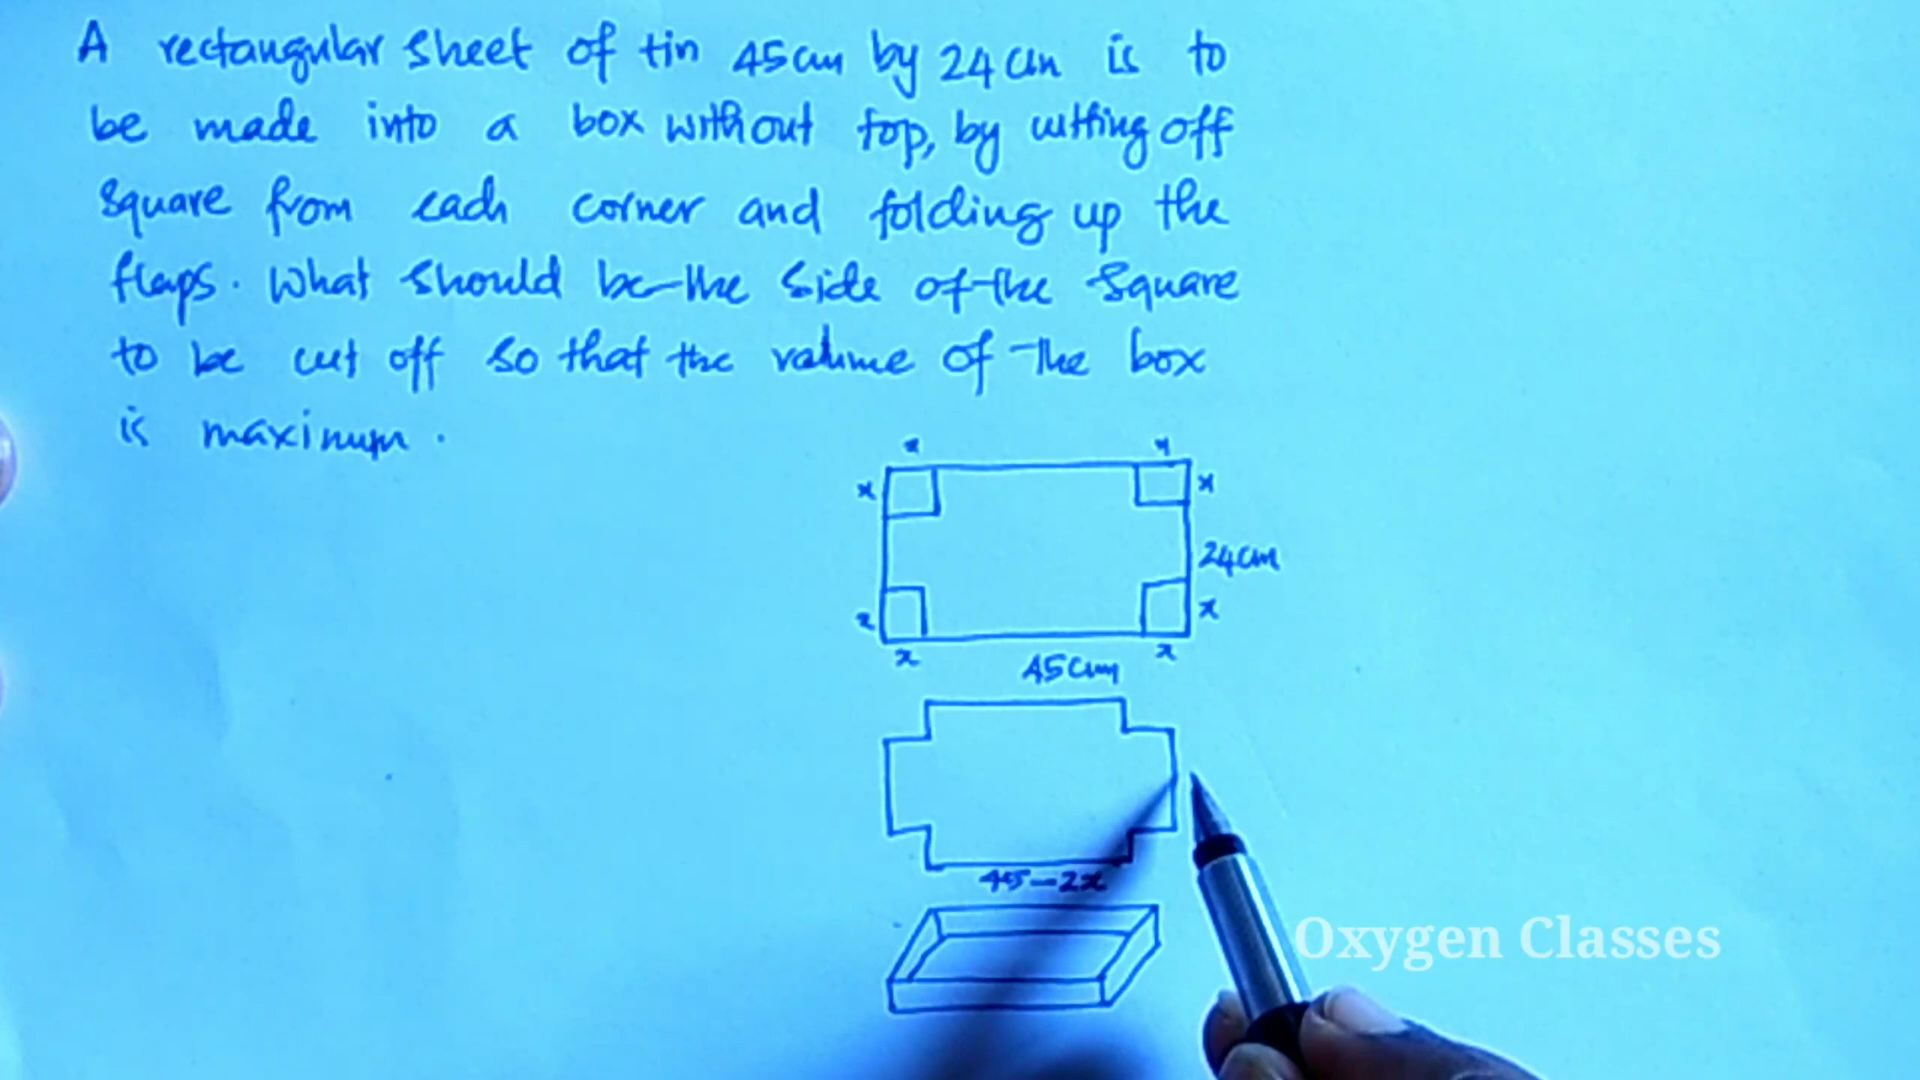 A rectangular sheet of tin 45cm by 24cm is to
be made into a box without top, by cutting off
square from each corner and folding up the
flaps. What should be the side of the square
to be cut off so that the volume of the box
is maximum.
x x
x x
24cm
x x
x x
45cm
45-2x
Oxygen Classes